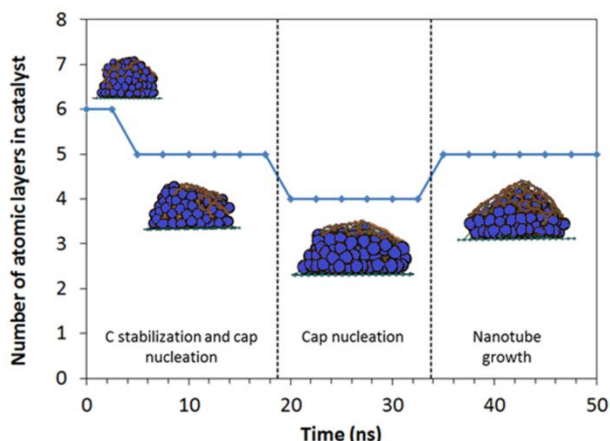 8
7
6
5
4
3
2
1
0
Number of atomic layers in catalyst
C stabilization and cap
nucleation
Cap nucleation
Nanotube
growth
0 10 20 30 40 50
Time (ns)